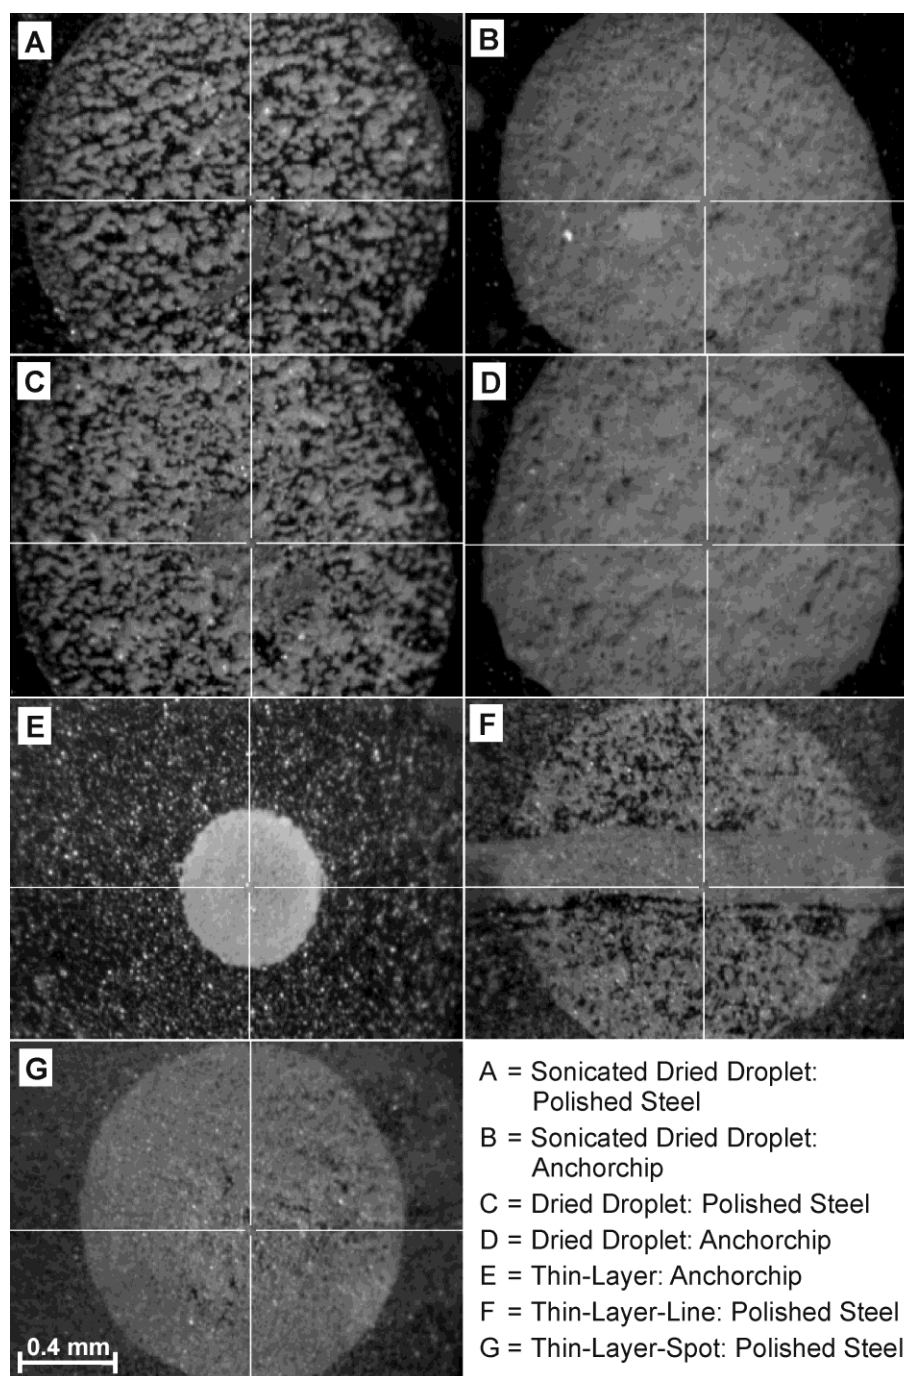 A
B
C
D
E
F
G
0.4 mm
A = Sonicated Dried Droplet:
Polished Steel
B = Sonicated Dried Droplet:
Anchorchip
C = Dried Droplet: Polished Steel
D = Dried Droplet: Anchorchip
E = Thin-Layer: Anchorchip
F = Thin-Layer-Line: Polished Steel
G = Thin-Layer-Spot: Polished Steel